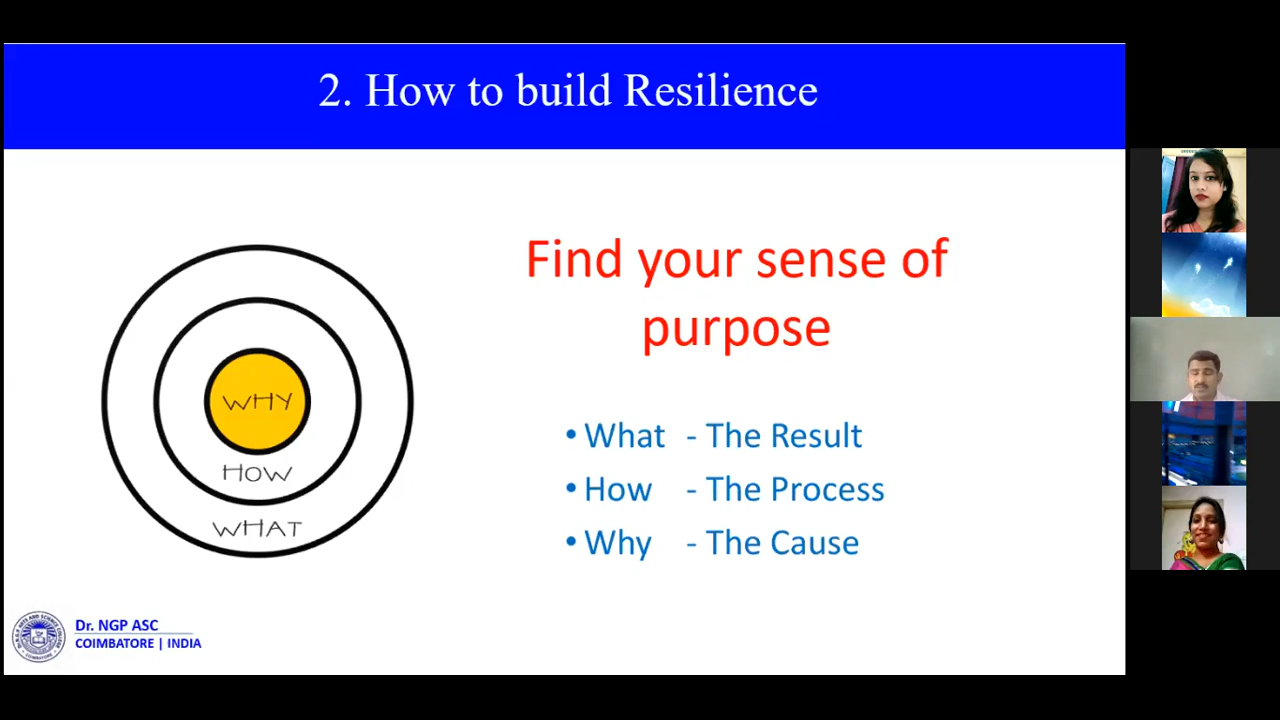 2. How to build Resilience
Find your sense of
purpose
WHY
HOW
WHAT
• What - The Result
• How - The Process
• Why - The Cause
Dr. NGP ASC
COIMBATORE | INDIA